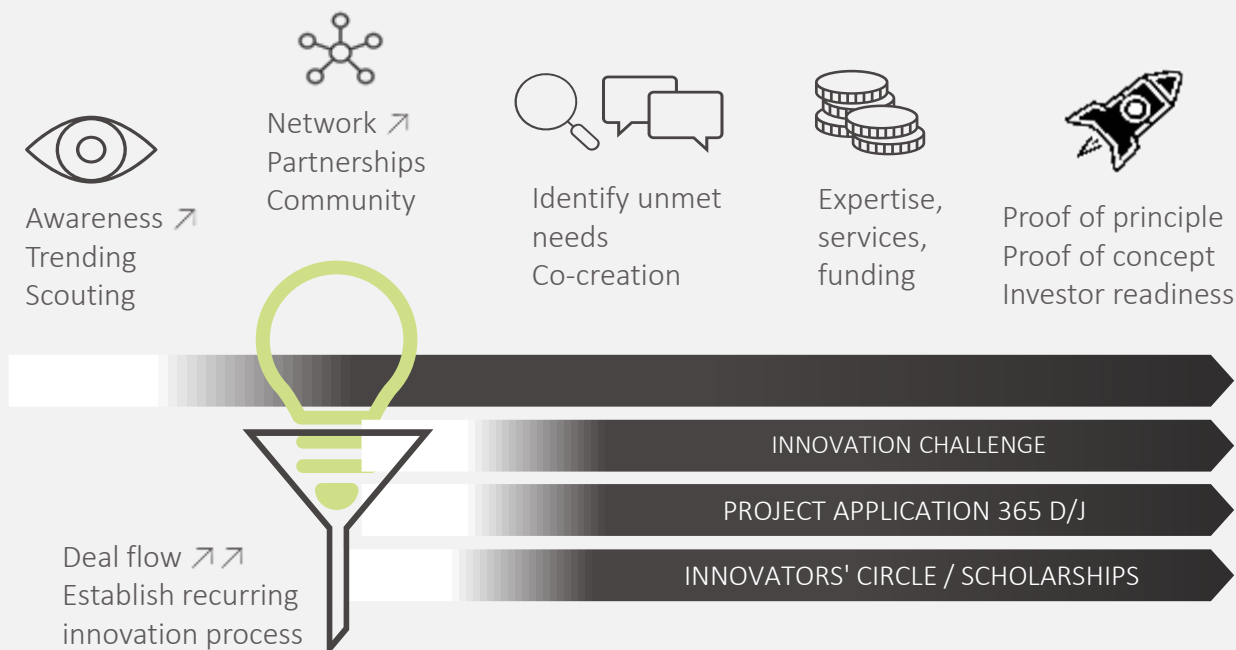 Awareness ↗
Trending
Scouting
Network ↗
Partnerships
Community
Identify unmet
needs
Co-creation
Expertise,
services,
funding
Proof of principle
Proof of concept
Investor readiness
INNOVATION CHALLENGE
PROJECT APPLICATION 365 D/J
INNOVATORS' CIRCLE / SCHOLARSHIPS
Deal flow ↗↗
Establish recurring
innovation process